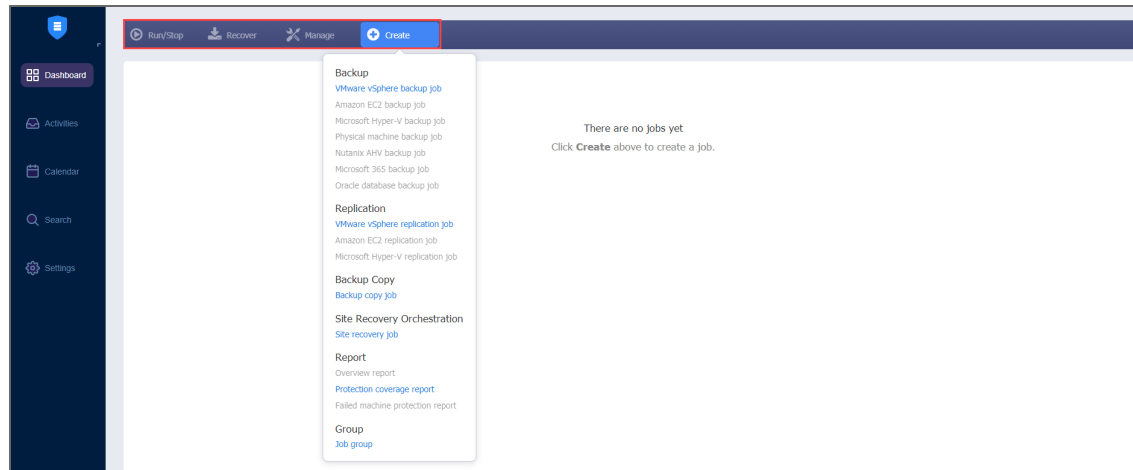 Run/Stop
Recover
Manage
Create
Dashboard
Activities
Calendar
Search
Settings
Backup
VMware vSphere backup job
Amazon EC2 backup job
Microsoft Hyper-V backup job
Physical machine backup job
Nutanix AHV backup job
Microsoft 365 backup job
Oracle database backup job
Replication
VMware vSphere replication job
Amazon EC2 replication job
Microsoft Hyper-V replication job
Backup Copy
Backup copy job
Site Recovery Orchestration
Site recovery job
Report
Overview report
Protection coverage report
Failed machine protection report
Group
Job group
There are no jobs yet
Click Create above to create a job.